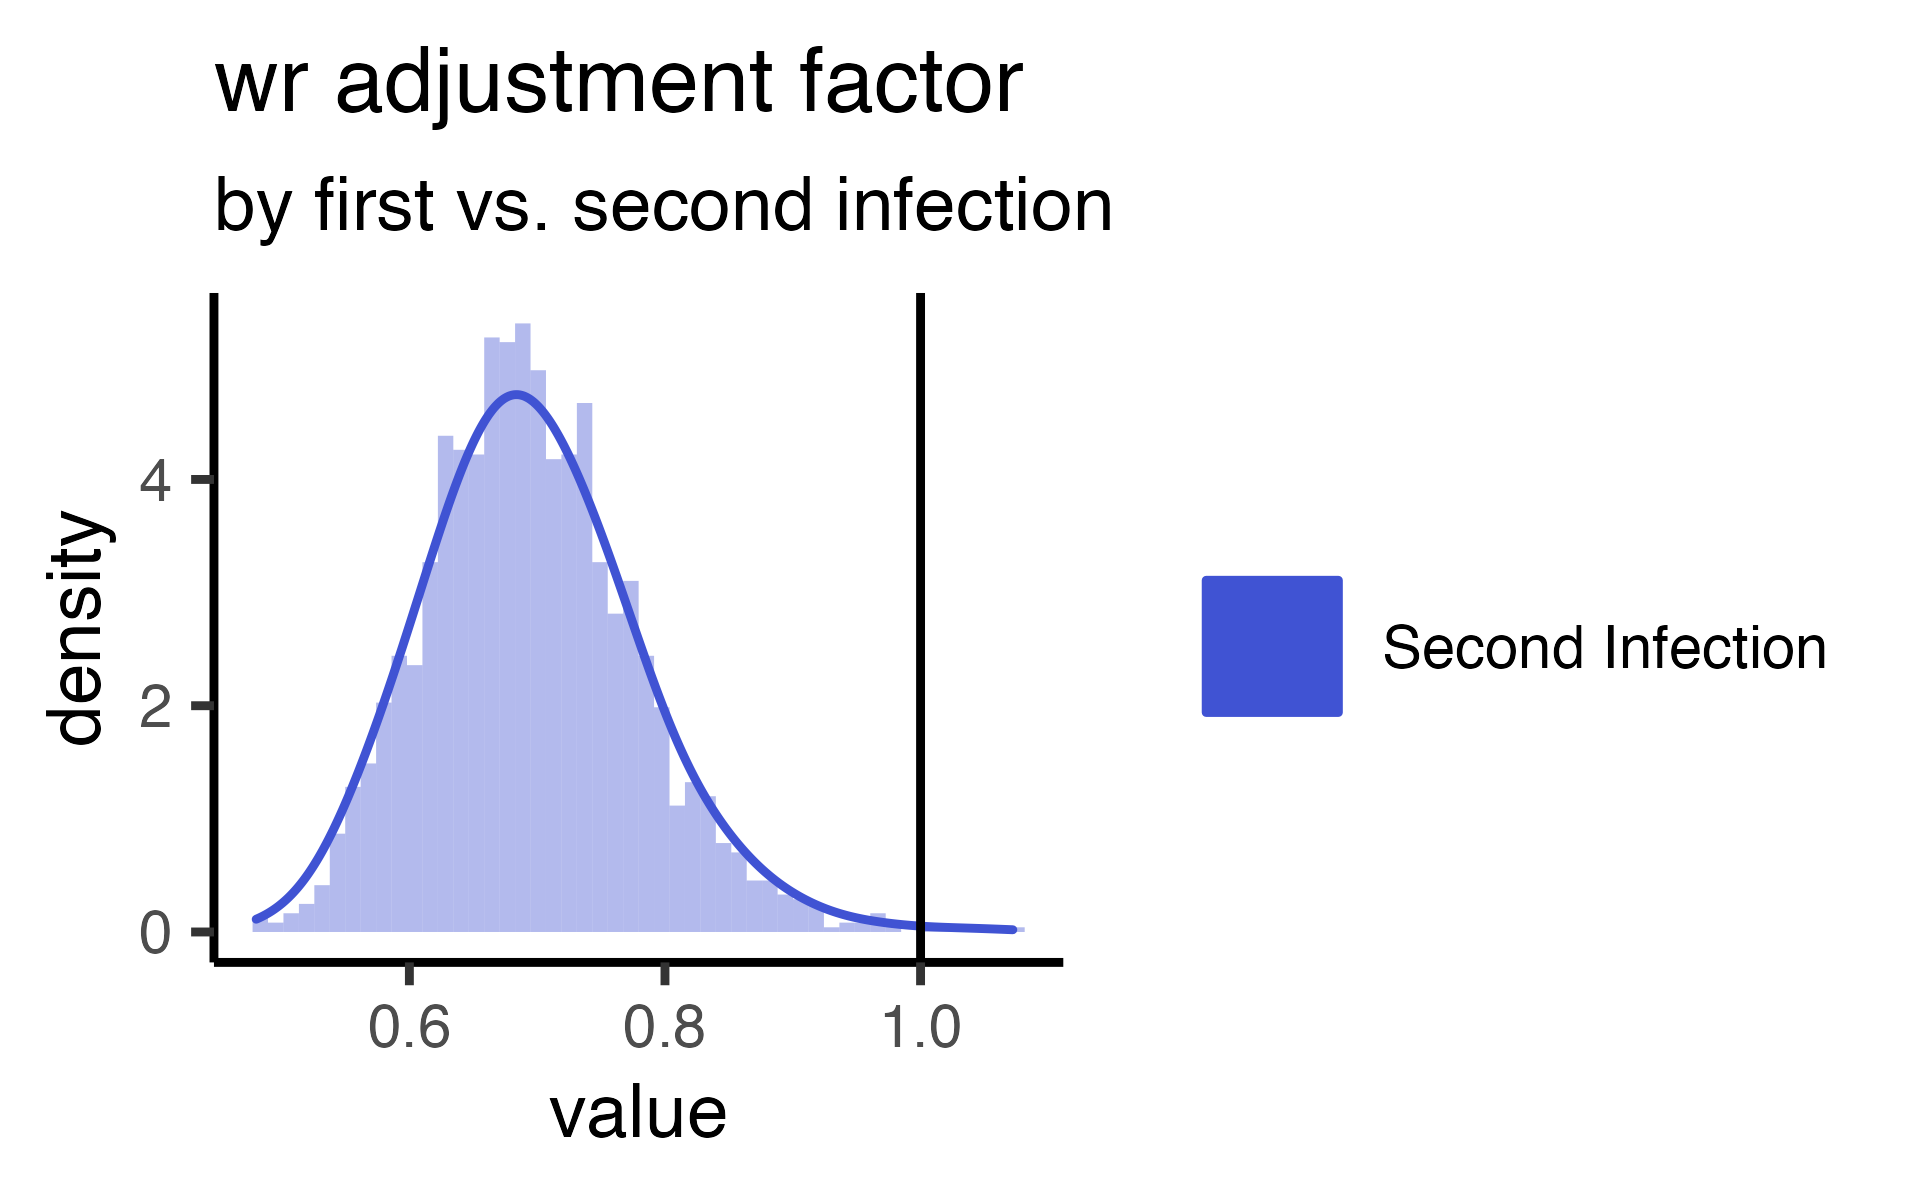 wr adjustment factor
by first vs. second infection
density
4
2
0
0.6 0.8 1.0
value
Second Infection